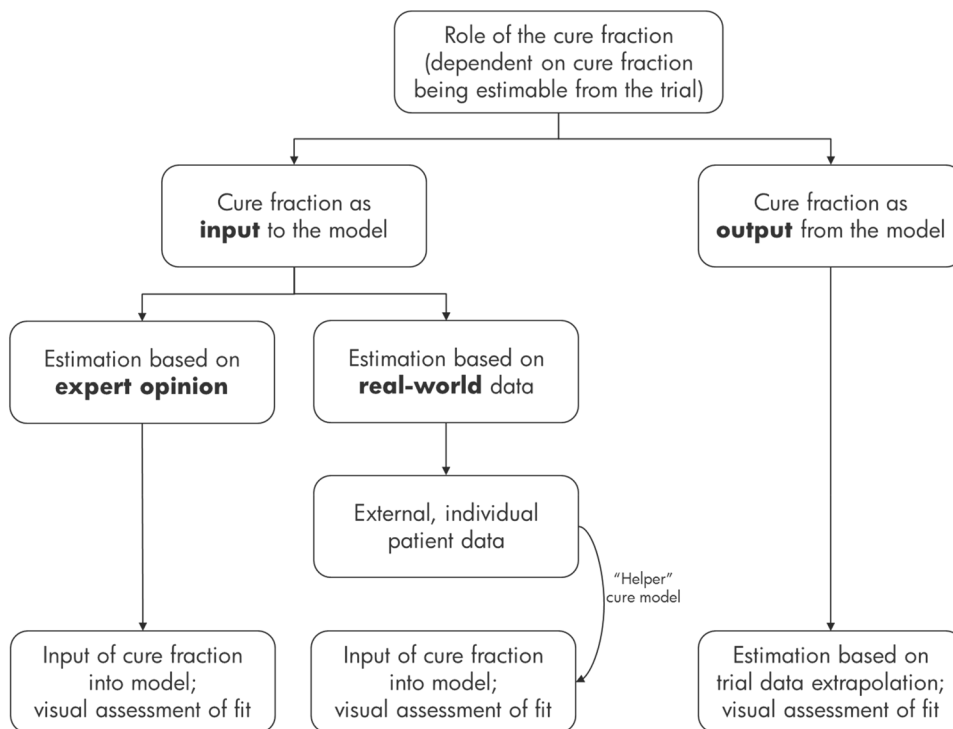 Role of the cure fraction
(dependent on cure fraction
being estimable from the trial)
Cure fraction as
input to the model
Cure fraction as
output from the model
Estimation based on
expert opinion
Estimation based on
real-world data
External, individual
patient data
"Helper"
cure model
Input of cure fraction
into model;
visual assessment of fit
Input of cure fraction
into model;
visual assessment of fit
Estimation based on
trial data extrapolation;
visual assessment of fit